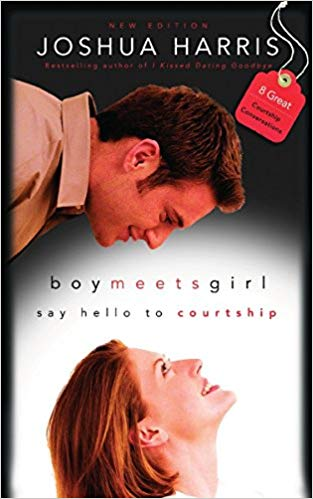 NEW EDITION
JOSHUA HARRIS
Bestselling author of I Kissed Dating Goodbye
8 Great
Courtship
Conversations
boymeetsgirl
say hello to courtship